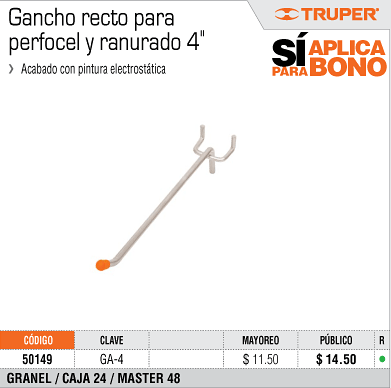 Gancho recto para
perfocel y ranurado 4"
❯ Acabado con pintura electrostática
TRUPER®
SÍ APLICA
PARA BONO
CÓDIGO CLAVE MAYOREO PÚBLICO R
50149 GA-4 $ 11.50 $ 14.50 ●
GRANEL / CAJA 24 / MASTER 48